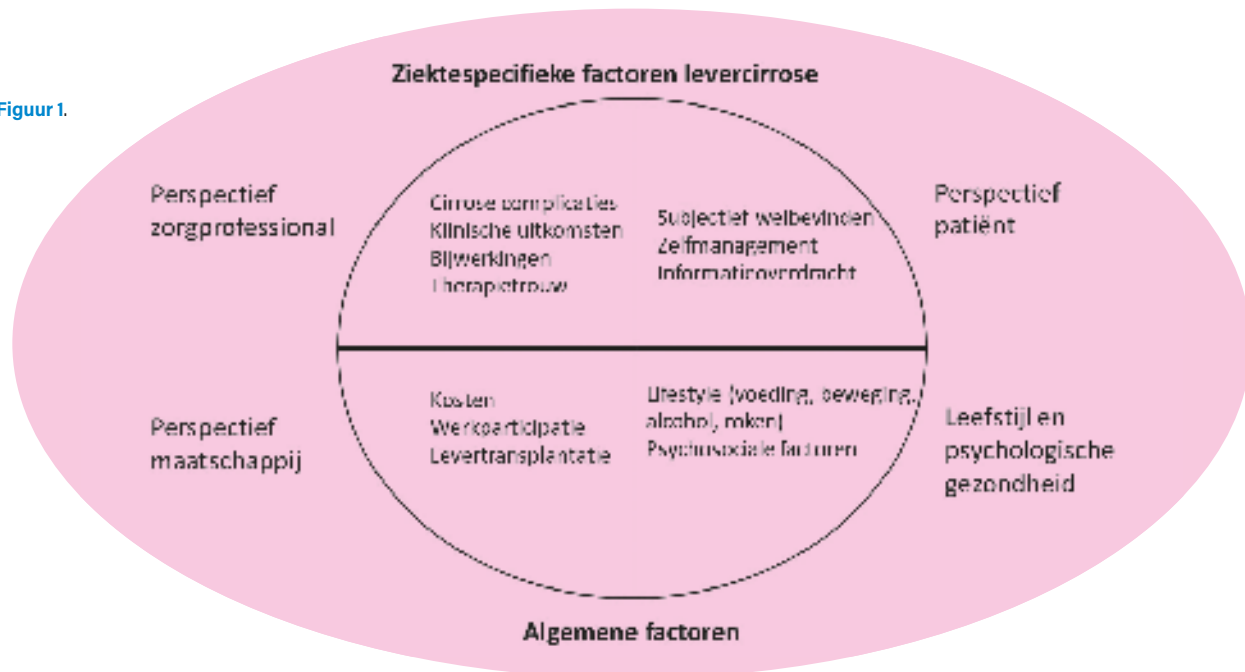 Ziektespecifieke factoren levercirrose
Figuur 1.
Perspectief
zorgprofessional
Cirrose complicaties
Klinische uitkomsten
Bijwerkingen
Therapietrouw
Subjectief welbevinden
Zelfmanagement
Informatieoverdracht
Perspectief
patiënt
Perspectief
maatschappij
Kosten
Werkparticipatie
Levertransplantatie
Lifestyle (voeding, beweging,
alcohol, roken)
Psychosociale factoren
Leefstijl en
psychologische
gezondheid
Algemene factoren